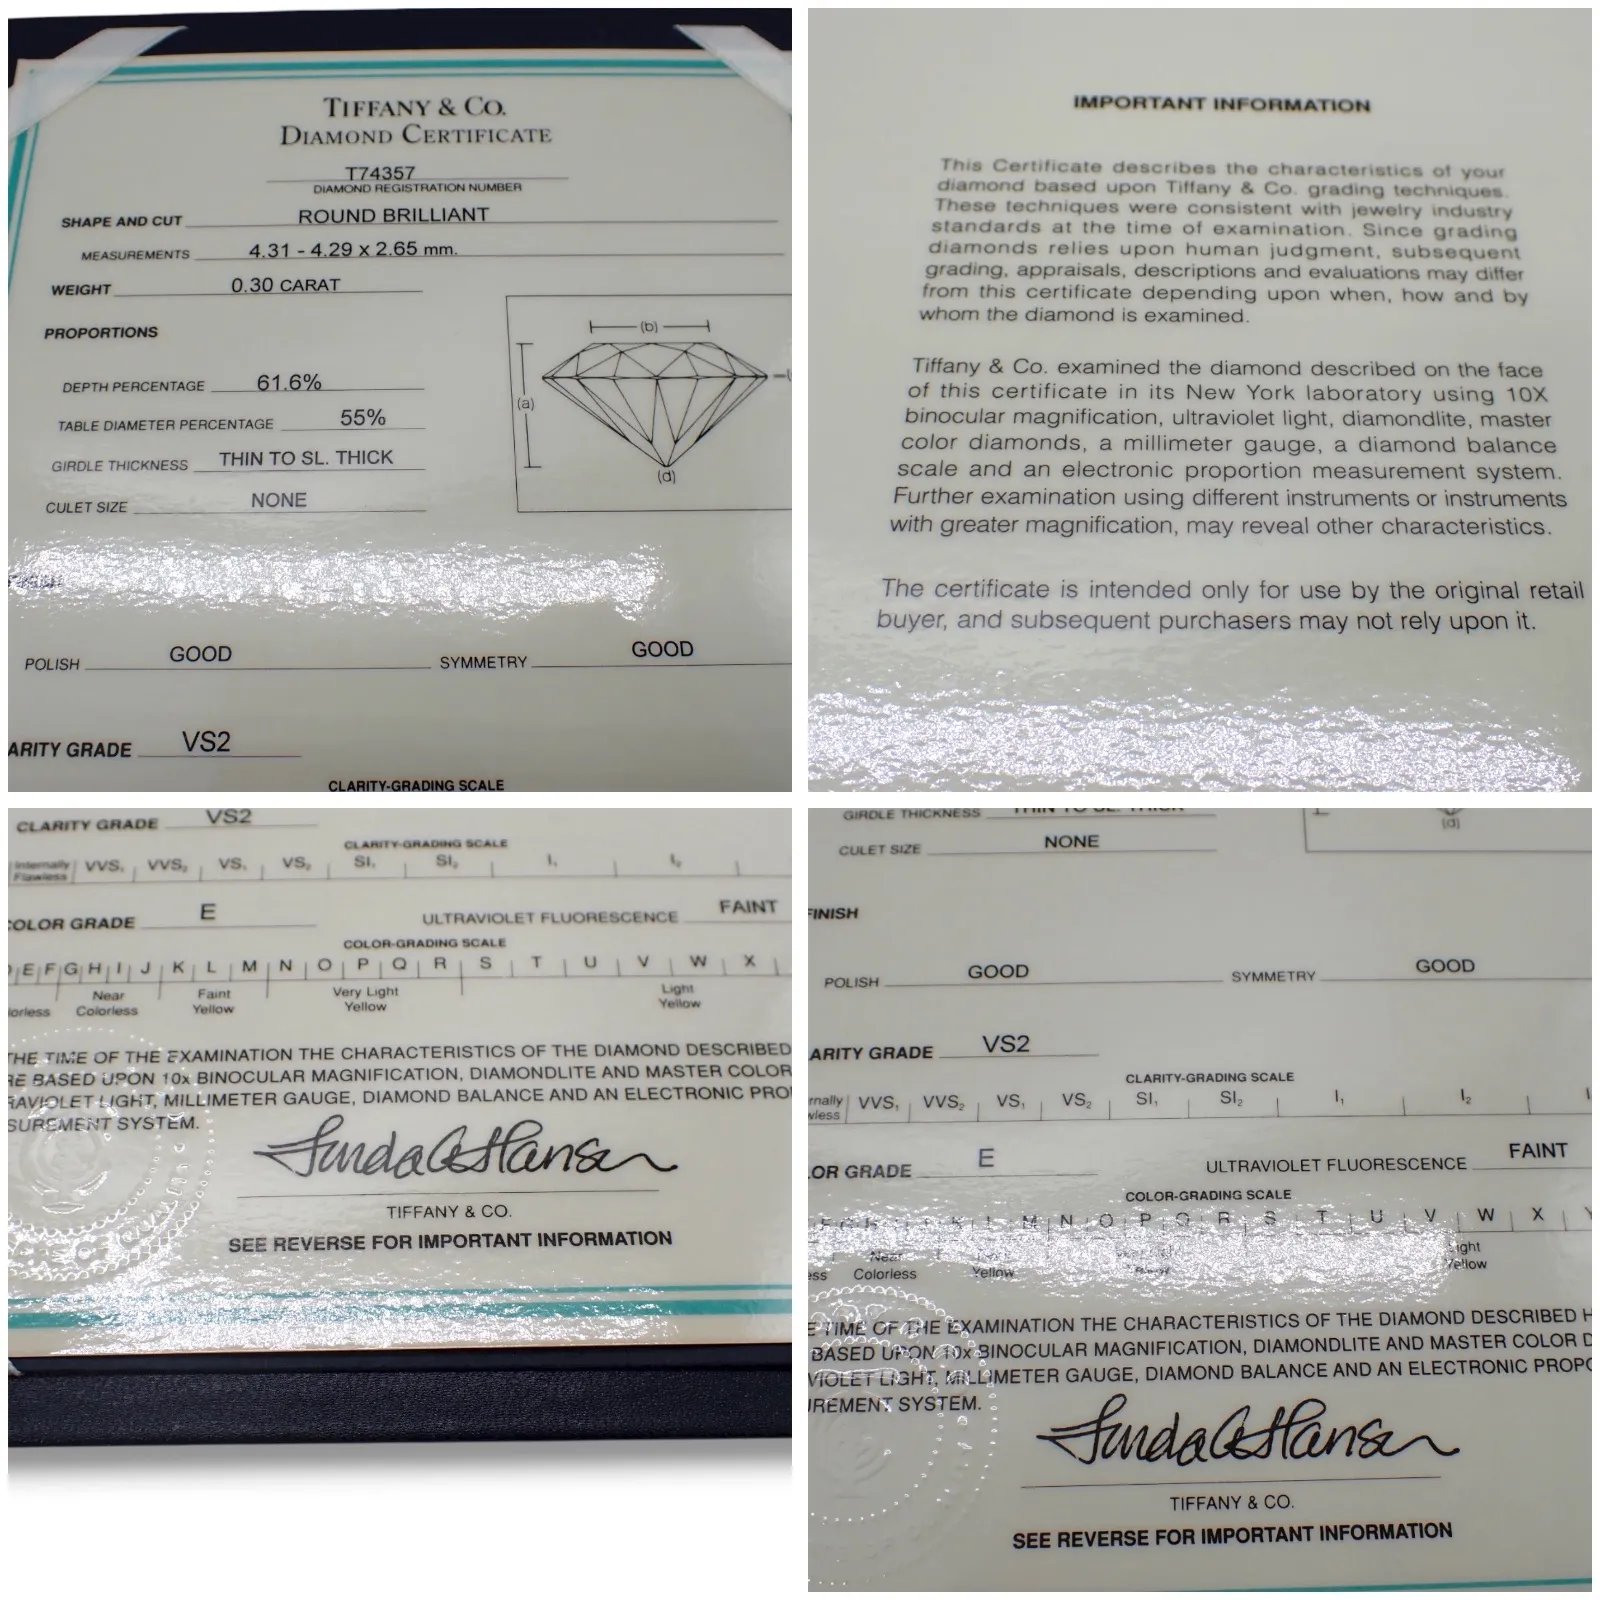 TIFFANY & CO.
DIAMOND CERTIFICATE
T74357
DIAMOND REGISTRATION NUMBER
SHAPE AND CUT ROUND BRILLIANT
MEASUREMENTS 4.31 - 4.29 x 2.65 mm.
WEIGHT 0.30 CARAT
PROPORTIONS
DEPTH PERCENTAGE 61.6%
TABLE DIAMETER PERCENTAGE 55%
GIRDLE THICKNESS THIN TO SL. THICK
CULET SIZE NONE
(b)
(a)
(d)
POLISH GOOD SYMMETRY GOOD
ARITY GRADE VS2
CLARITY-GRADING SCALE
IMPORTANT INFORMATION
This Certificate describes the characteristics of your
diamond based upon Tiffany & Co. grading techniques.
These techniques were consistent with jewelry industry
standards at the time of examination. Since grading
diamonds relies upon human judgment, subsequent
grading, appraisals, descriptions and evaluations may differ
from this certificate depending upon when, how and by
whom the diamond is examined.
Tiffany & Co. examined the diamond described on the face
of this certificate in its New York laboratory using 10X
binocular magnification, ultraviolet light, diamondlite, master
color diamonds, a millimeter gauge, a diamond balance
scale and an electronic proportion measurement system.
Further examination using different instruments or instruments
with greater magnification, may reveal other characteristics.
The certificate is intended only for use by the original retail
buyer, and subsequent purchasers may not rely upon it.
CLARITY GRADE VS2
CLARITY-GRADING SCALE
Internally Flawless VVS1 VVS2 VS1 VS2 SI1 SI2 I1 I2
COLOR GRADE E ULTRAVIOLET FLUORESCENCE FAINT
COLOR-GRADING SCALE
E F G H I J K L M N O P Q R S T U V W X
orless Near Colorless Faint Yellow Very Light Yellow Light Yellow
THE TIME OF THE EXAMINATION THE CHARACTERISTICS OF THE DIAMOND DESCRIBED
RE BASED UPON 10x BINOCULAR MAGNIFICATION, DIAMONDLITE AND MASTER COLOR
RAVIOLET LIGHT, MILLIMETER GAUGE, DIAMOND BALANCE AND AN ELECTRONIC PRO
SUREMENT SYSTEM.
TIFFANY & CO.
SEE REVERSE FOR IMPORTANT INFORMATION
GIRDLE THICKNESS THIN TO SL. THICK
(d)
CULET SIZE NONE
FINISH
POLISH GOOD SYMMETRY GOOD
ARITY GRADE VS2
CLARITY-GRADING SCALE
rnally wless VVS1 VVS2 VS1 VS2 SI1 SI2 I1 I2 I
OR GRADE E ULTRAVIOLET FLUORESCENCE FAINT
COLOR-GRADING SCALE
M N O P Q R S T U V W X Y
ess Near Colorless Yellow ight Yellow
E TIME OF THE EXAMINATION THE CHARACTERISTICS OF THE DIAMOND DESCRIBED H
BASED UPON 10x BINOCULAR MAGNIFICATION, DIAMONDLITE AND MASTER COLOR D
VIOLET LIGHT, MILLIMETER GAUGE, DIAMOND BALANCE AND AN ELECTRONIC PROPO
UREMENT SYSTEM.
TIFFANY & CO.
SEE REVERSE FOR IMPORTANT INFORMATION